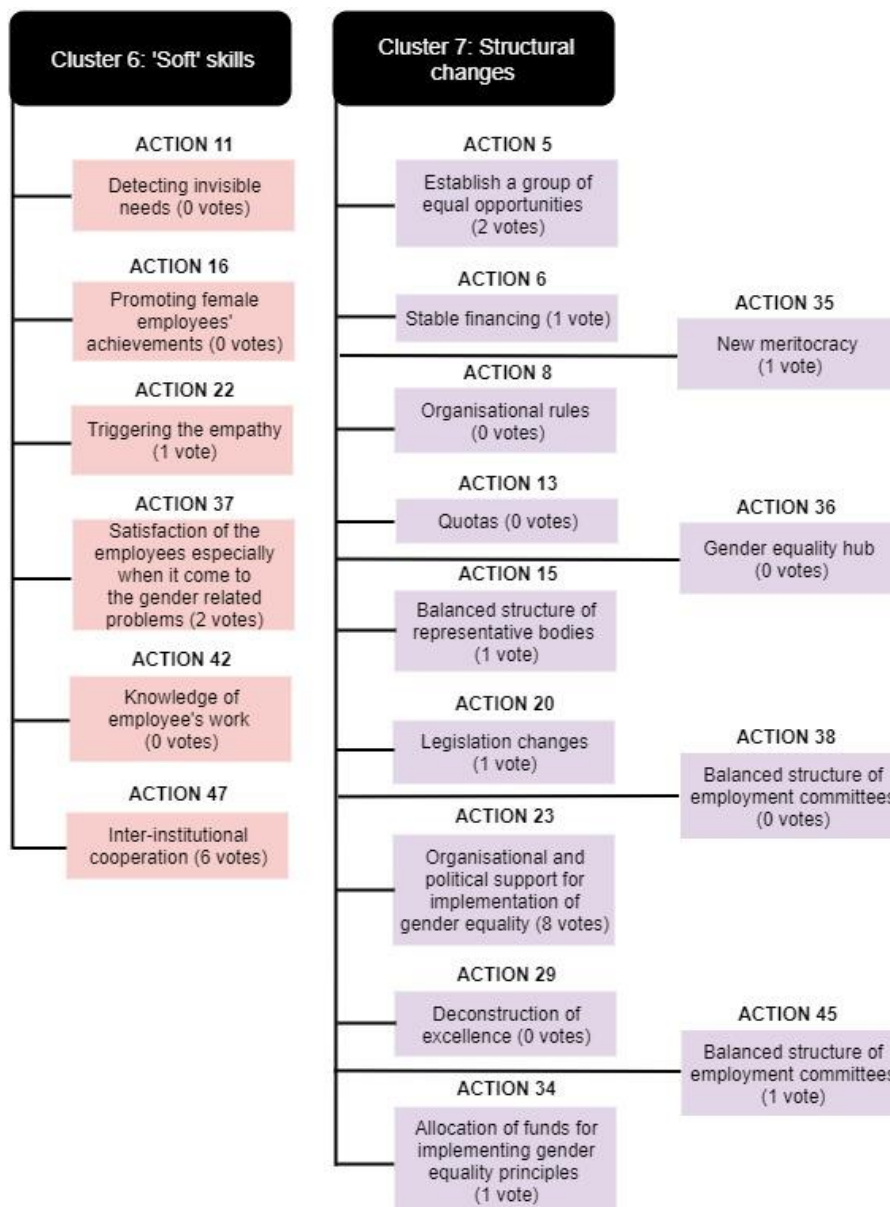 Cluster 6: 'Soft' skills
ACTION 11
Detecting invisible
needs (0 votes)
ACTION 16
Promoting female
employees'
achievements (0 votes)
ACTION 22
Triggering the empathy
(1 vote)
ACTION 37
Satisfaction of the
employees especially
when it come to
the gender related
problems (2 votes)
ACTION 42
Knowledge of
employee's work
(0 votes)
ACTION 47
Inter-institutional
cooperation (6 votes)
Cluster 7: Structural
changes
ACTION 5
Establish a group of
equal opportunities
(2 votes)
ACTION 6
Stable financing (1 vote)
ACTION 8
Organisational rules
(0 votes)
ACTION 13
Quotas (0 votes)
ACTION 15
Balanced structure of
representative bodies
(1 vote)
ACTION 20
Legislation changes
(1 vote)
ACTION 23
Organisational and
political support for
implementation of
gender equality (8 votes)
ACTION 29
Deconstruction of
excellence (0 votes)
ACTION 34
Allocation of funds for
implementing gender
equality principles
(1 vote)
ACTION 35
New meritocracy
(1 vote)
ACTION 36
Gender equality hub
(0 votes)
ACTION 38
Balanced structure of
employment committees
(0 votes)
ACTION 45
Balanced structure of
employment committees
(1 vote)